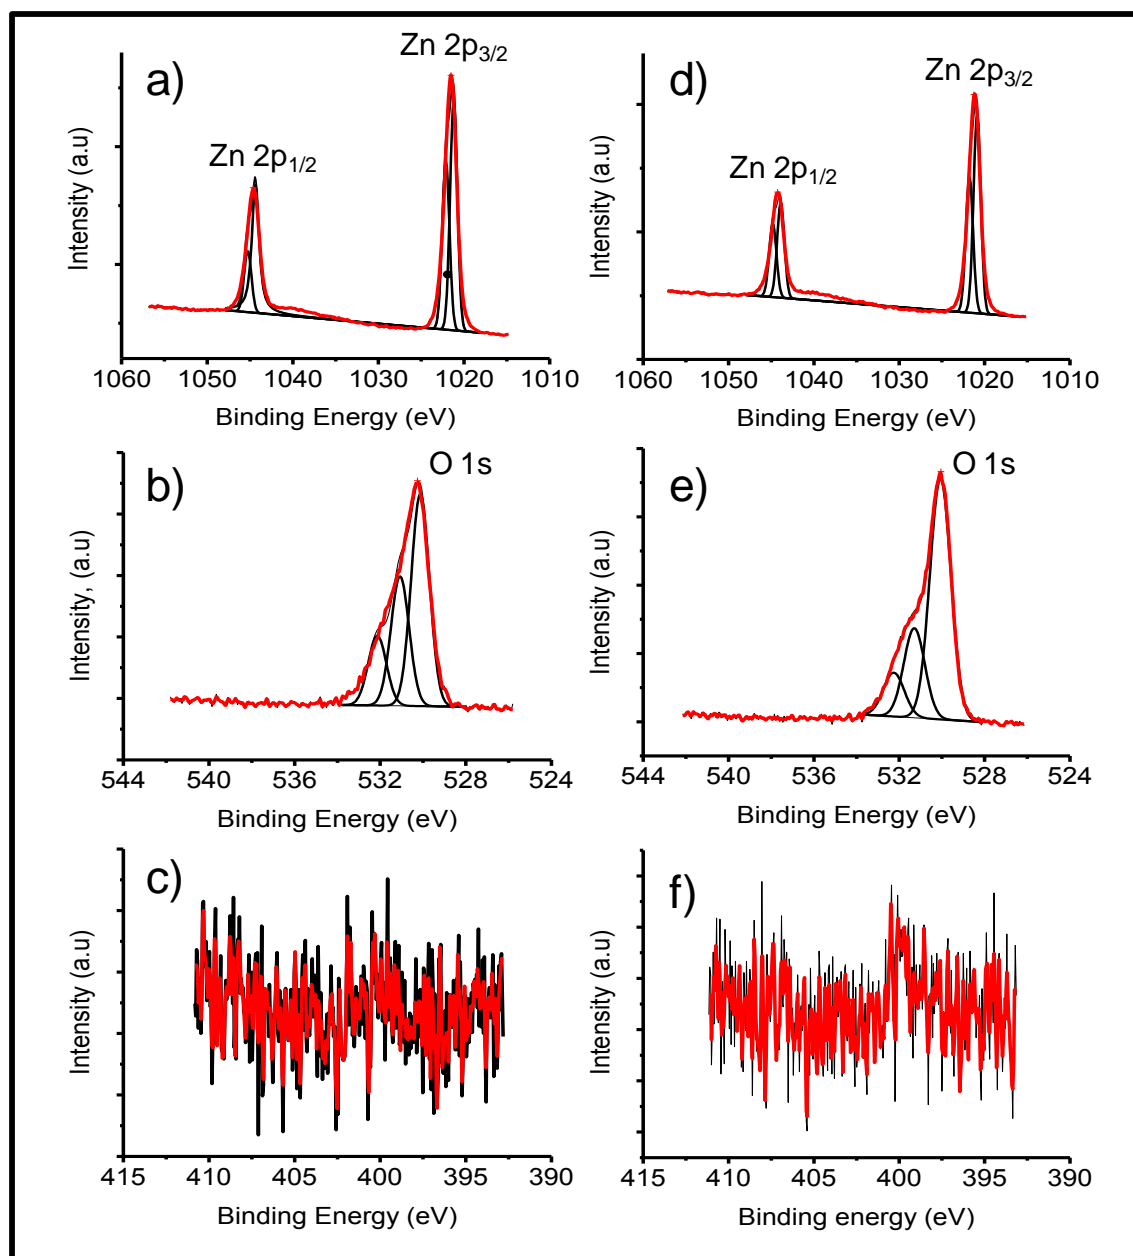 a)
Zn 2p3/2
Zn 2p1/2
Intensity (a.u)
1060 1050 1040 1030 1020 1010
Binding Energy (eV)
d)
Zn 2p3/2
Zn 2p1/2
Intensity (a.u)
1060 1050 1040 1030 1020 1010
Binding Energy (eV)
b)
O 1s
Intensity, (a.u)
544 540 536 532 528 524
Binding Energy (eV)
e)
O 1s
Intensity (a.u)
544 540 536 532 528 524
Binding Energy (eV)
c)
Intensity (a.u)
415 410 405 400 395 390
Binding Energy (eV)
f)
Intensity (a.u)
415 410 405 400 395 390
Binding energy (eV)